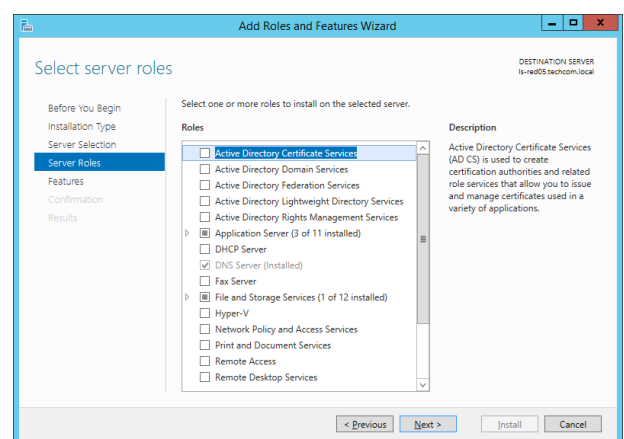 Add Roles and Features Wizard
Select server roles
DESTINATION SERVER
ls-red05.techcom.local
Before You Begin
Installation Type
Server Selection
Server Roles
Features
Confirmation
Results
Select one or more roles to install on the selected server.
Roles
Active Directory Certificate Services
Active Directory Domain Services
Active Directory Federation Services
Active Directory Lightweight Directory Services
Active Directory Rights Management Services
Application Server (3 of 11 installed)
DHCP Server
DNS Server (Installed)
Fax Server
File and Storage Services (1 of 12 installed)
Hyper-V
Network Policy and Access Services
Print and Document Services
Remote Access
Remote Desktop Services
Description
Active Directory Certificate Services
(AD CS) is used to create
certification authorities and related
role services that allow you to issue
and manage certificates used in a
variety of applications.
< Previous
Next >
Install
Cancel